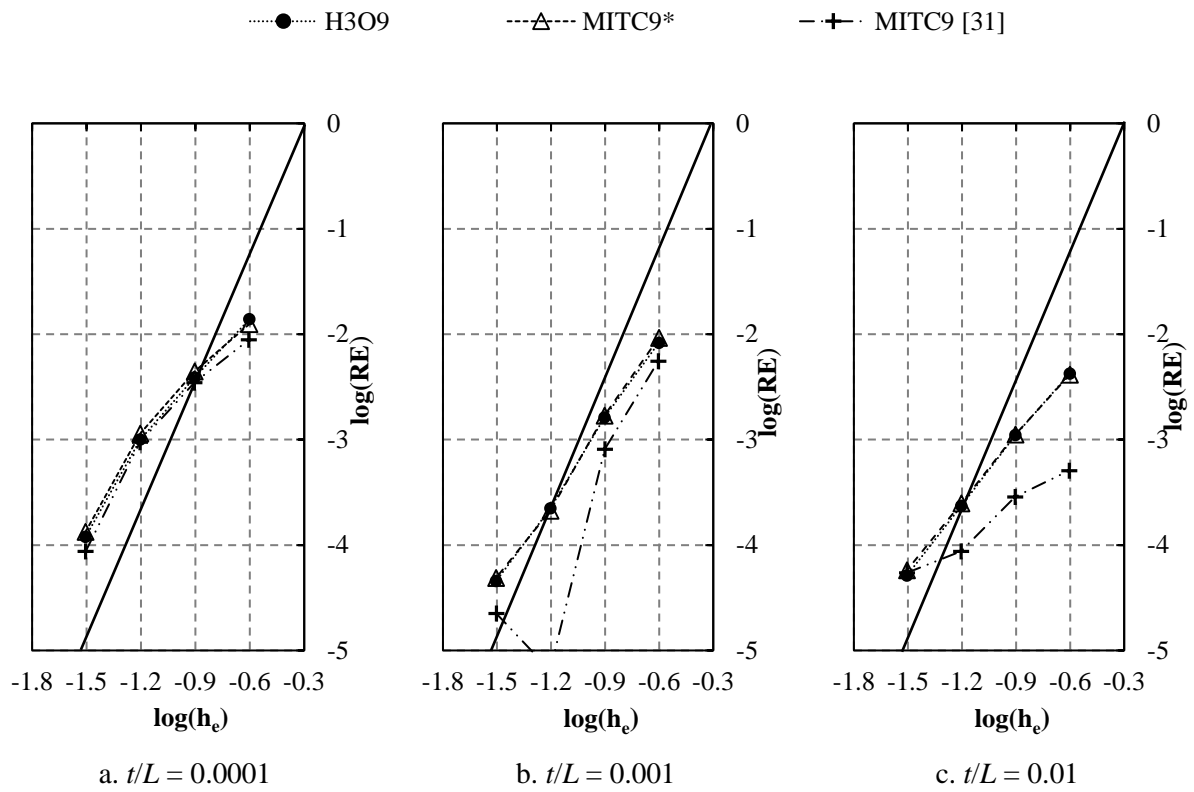 H3O9 MITC9* MITC9 [31]
0 0 0
-1 -1 -1
-2 -2 -2
log(RE) log(RE) log(RE)
-3 -3 -3
-4 -4 -4
-5 -5 -5
-1.8 -1.5 -1.2 -0.9 -0.6 -0.3 -1.8 -1.5 -1.2 -0.9 -0.6 -0.3 -1.8 -1.5 -1.2 -0.9 -0.6 -0.3
log(he) log(he) log(he)
a. t/L = 0.0001 b. t/L = 0.001 c. t/L = 0.01